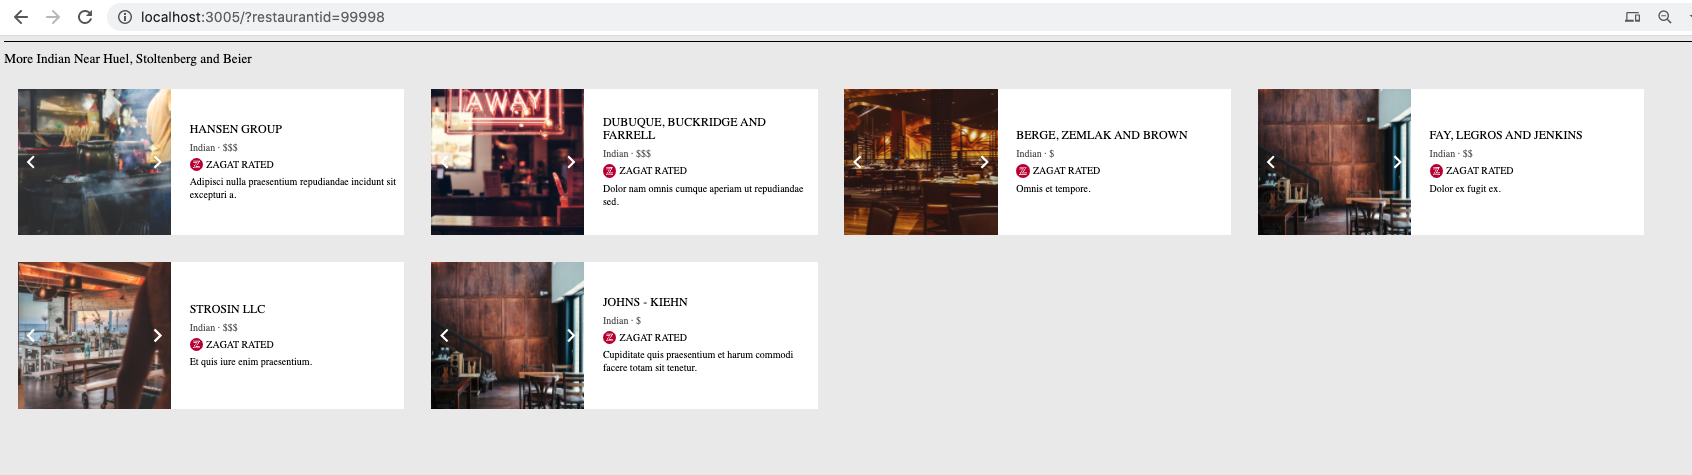 localhost:3005/?restaurantid=99998
More Indian Near Huel, Stoltenberg and Beier
HANSEN GROUP
Indian · $$$
ZAGAT RATED
Adipisci nulla praesentium repudiandae incidunt sit
excepturi a.
AWAY
DUBUQUE, BUCKRIDGE AND
FARRELL
Indian · $$$
ZAGAT RATED
Dolor nam omnis cumque aperiam ut repudiandae
sed.
BERGE, ZEMLAK AND BROWN
Indian · $
ZAGAT RATED
Omnis et tempore.
FAY, LEGROS AND JENKINS
Indian · $$
ZAGAT RATED
Dolor ex fugit ex.
STROSIN LLC
Indian · $$$
ZAGAT RATED
Et quis iure enim praesentium.
JOHNS - KIEHN
Indian · $
ZAGAT RATED
Cupiditate quis praesentium et harum commodi
facere totam sit tenetur.